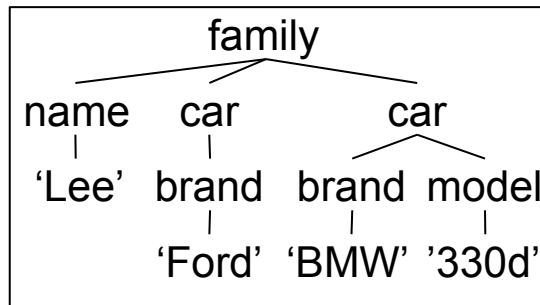 family
name car car
‘Lee’ brand brand model
‘Ford’ ‘BMW’ ’330d’